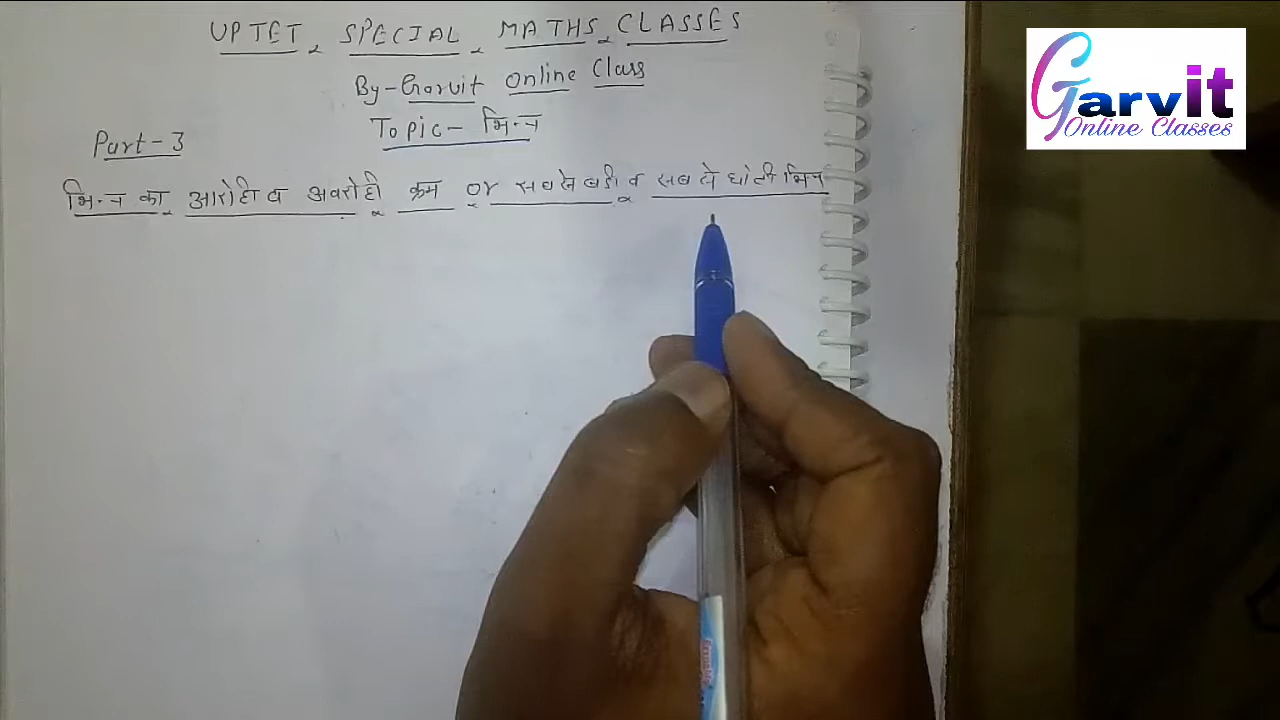 UPTET SPECIAL MATHS CLASSES
By-Garvit Online Class
Topic- भिन्न
Part-3
भिन्न का आरोही व अवरोही क्रम or सबसे बडी व सबसे घोटी भिन्न
Garvit
Online Classes